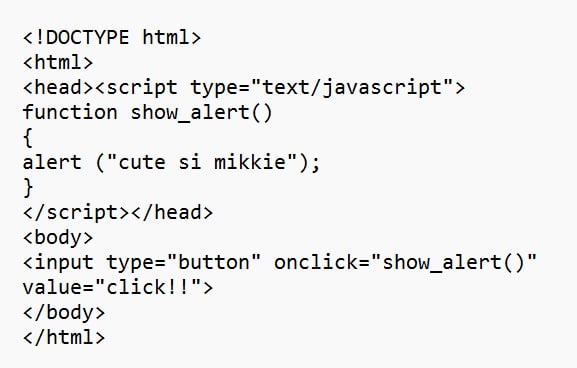 <!DOCTYPE html>
<html>
<head><script type="text/javascript">
function show_alert()
{
alert ("cute si mikkie");
}
</script></head>
<body>
<input type="button" onclick="show_alert()"
value="click!!">
</body>
</html>